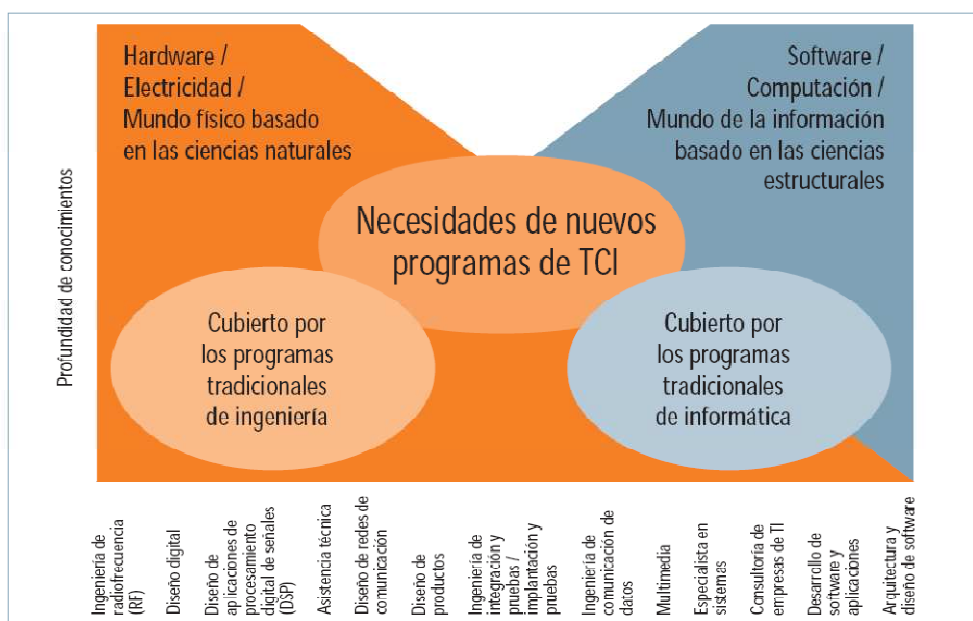 Hardware /
Electricidad /
Mundo físico basado
en las ciencias naturales
Software /
Computación /
Mundo de la información
basado en las ciencias
estructurales
Profundidad de conocimientos
Necesidades de nuevos
programas de TCI
Cubierto por
los programas
tradicionales
de ingeniería
Cubierto por
los programas
tradicionales
de informática
Ingeniería de
radiofrecuencia
(RF)
Diseño digital
Diseño de
aplicaciones de
procesamiento
digital de señales
(DSP)
Asistencia técnica
Diseño de redes de
comunicación
Diseño de
productos
Ingeniería de
integración y
pruebas /
implantación y
pruebas
Ingeniería de
comunicación de
datos
Multimedia
Especialista en
sistemas
Consultoría de
empresas de TI
Desarrollo de
software y
aplicaciones
Arquitectura y
diseño de software